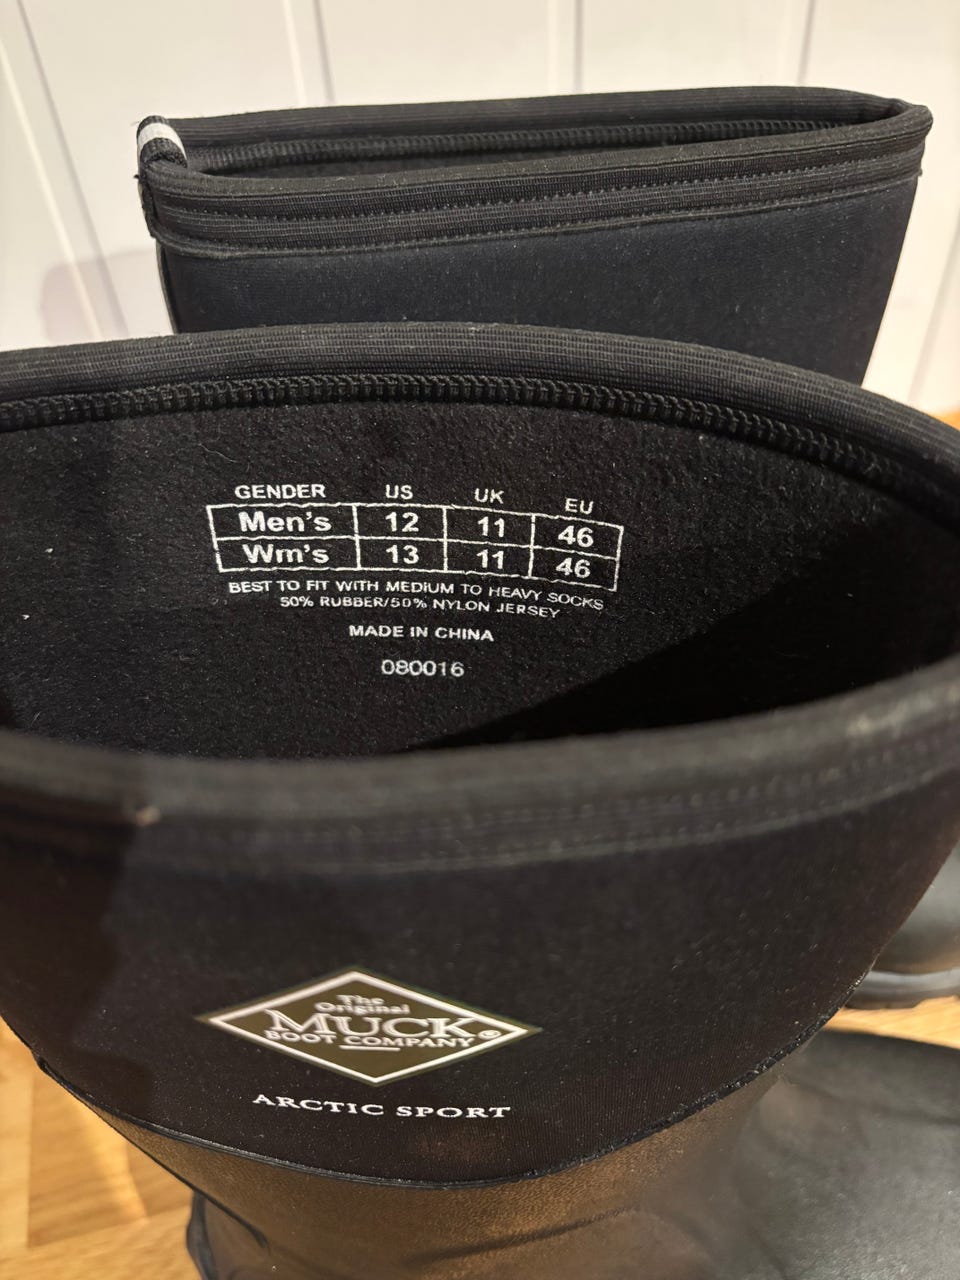 GENDER US UK EU
Men's 12 11 46
Wm's 13 11 46
BEST TO FIT WITH MEDIUM TO HEAVY SOCKS
50% RUBBER/50% NYLON JERSEY
MADE IN CHINA
080016
The
Original
MUCK®
BOOT COMPANY
ARCTIC SPORT